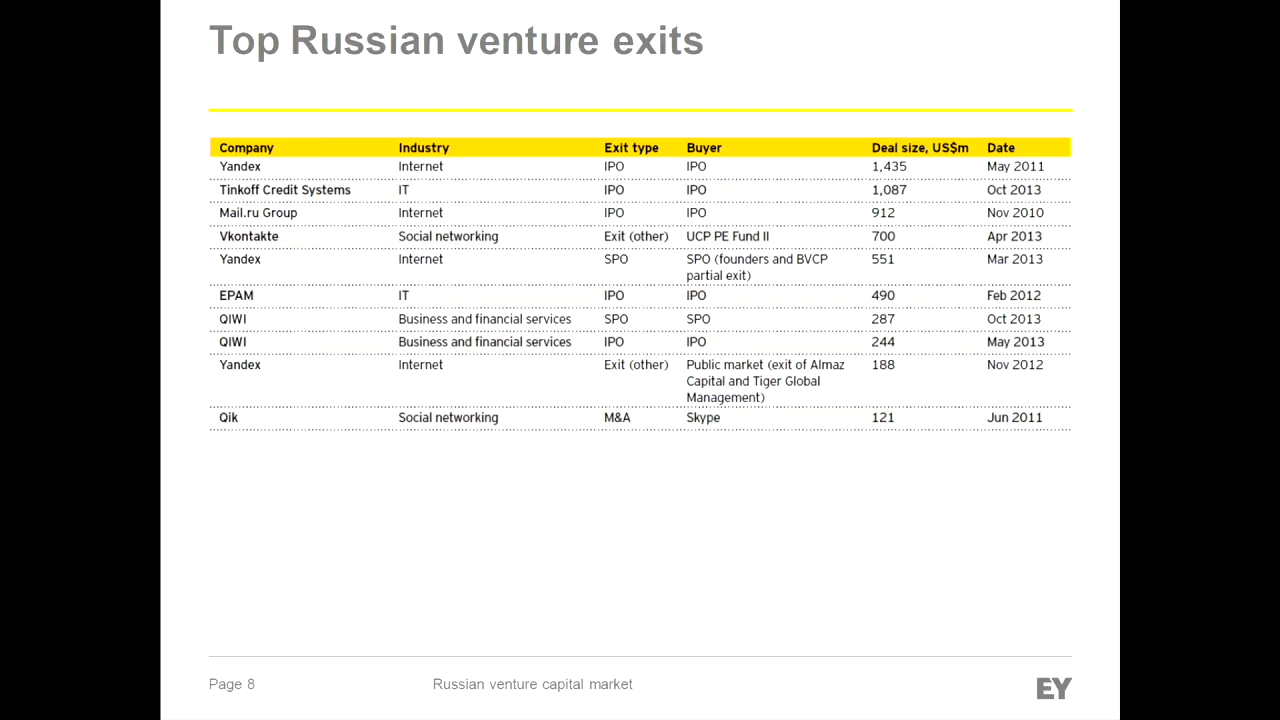 Top Russian venture exits
Company Industry Exit type Buyer Deal size, US$m Date
Yandex Internet IPO IPO 1,435 May 2011
Tinkoff Credit Systems IT IPO IPO 1,087 Oct 2013
Mail.ru Group Internet IPO IPO 912 Nov 2010
Vkontakte Social networking Exit (other) UCP PE Fund II 700 Apr 2013
Yandex Internet SPO SPO (founders and BVCP 551 Mar 2013
partial exit)
EPAM IT IPO IPO 490 Feb 2012
QIWI Business and financial services SPO SPO 287 Oct 2013
QIWI Business and financial services IPO IPO 244 May 2013
Yandex Internet Exit (other) Public market (exit of Almaz 188 Nov 2012
Capital and Tiger Global
Management)
Qik Social networking M&A Skype 121 Jun 2011
Page 8 Russian venture capital market EY